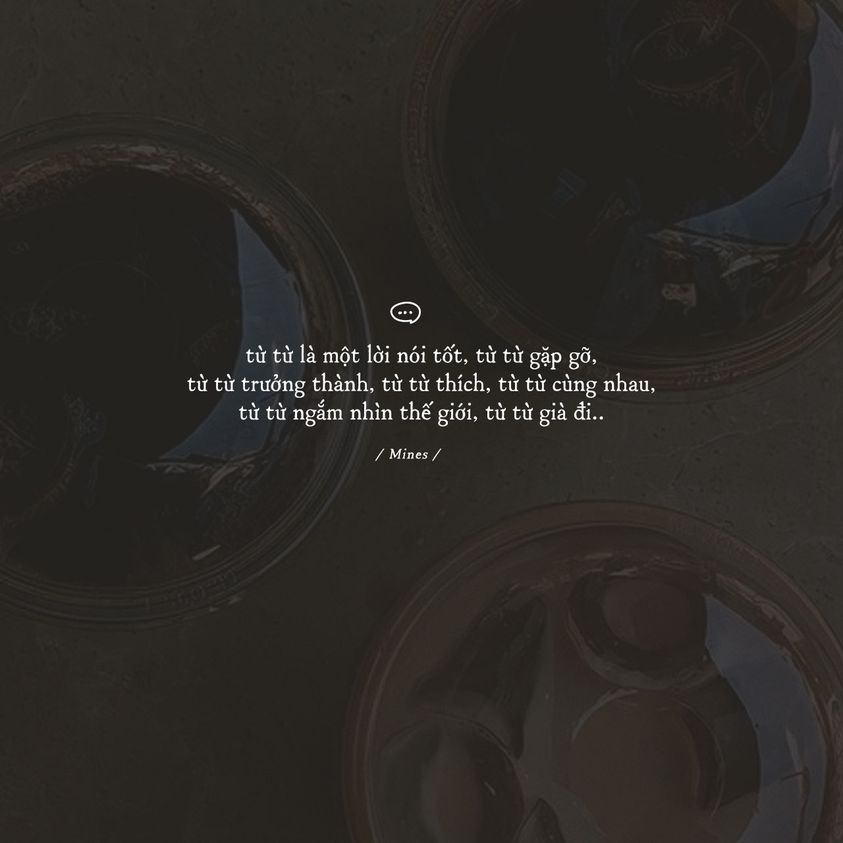 từ từ là một lời nói tốt, từ từ gặp gỡ,
từ từ trưởng thành, từ từ thích, từ từ cùng nhau,
từ từ ngắm nhìn thế giới, từ từ già đi..
/ Mines /